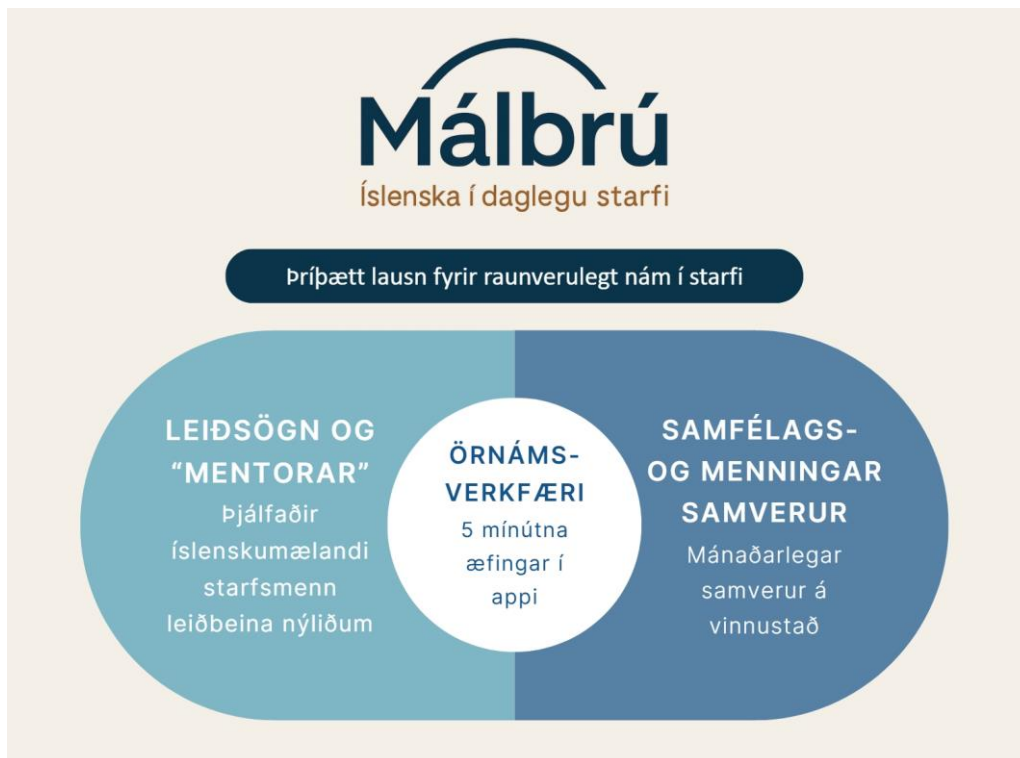 Málbrú
Íslenska í daglegu starfi
Þríþætt lausn fyrir raunverulegt nám í starfi
LEIÐSÖGN OG
“MENTORAR”
Þjálfaðir
íslenskumælandi
starfsmenn
leiðbeina nýliðum
ÖRNÁMS-
VERKFÆRI
5 mínútna
æfingar í
appi
SAMFÉLAGS-
OG MENNINGAR
SAMVERUR
Mánaðarlegar
samverur á
vinnustað